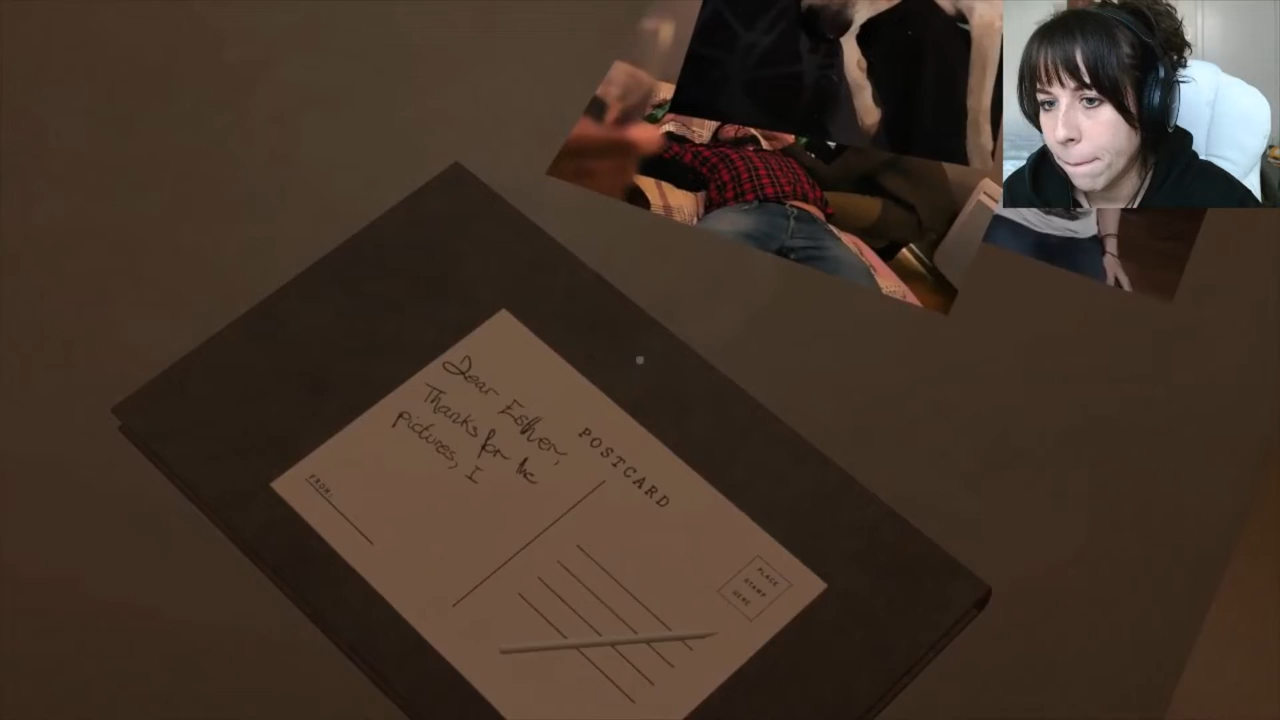 Dear Esther,
Thanks for the
pictures, I
FROM:
POSTCARD
PLACE
STAMP
HERE